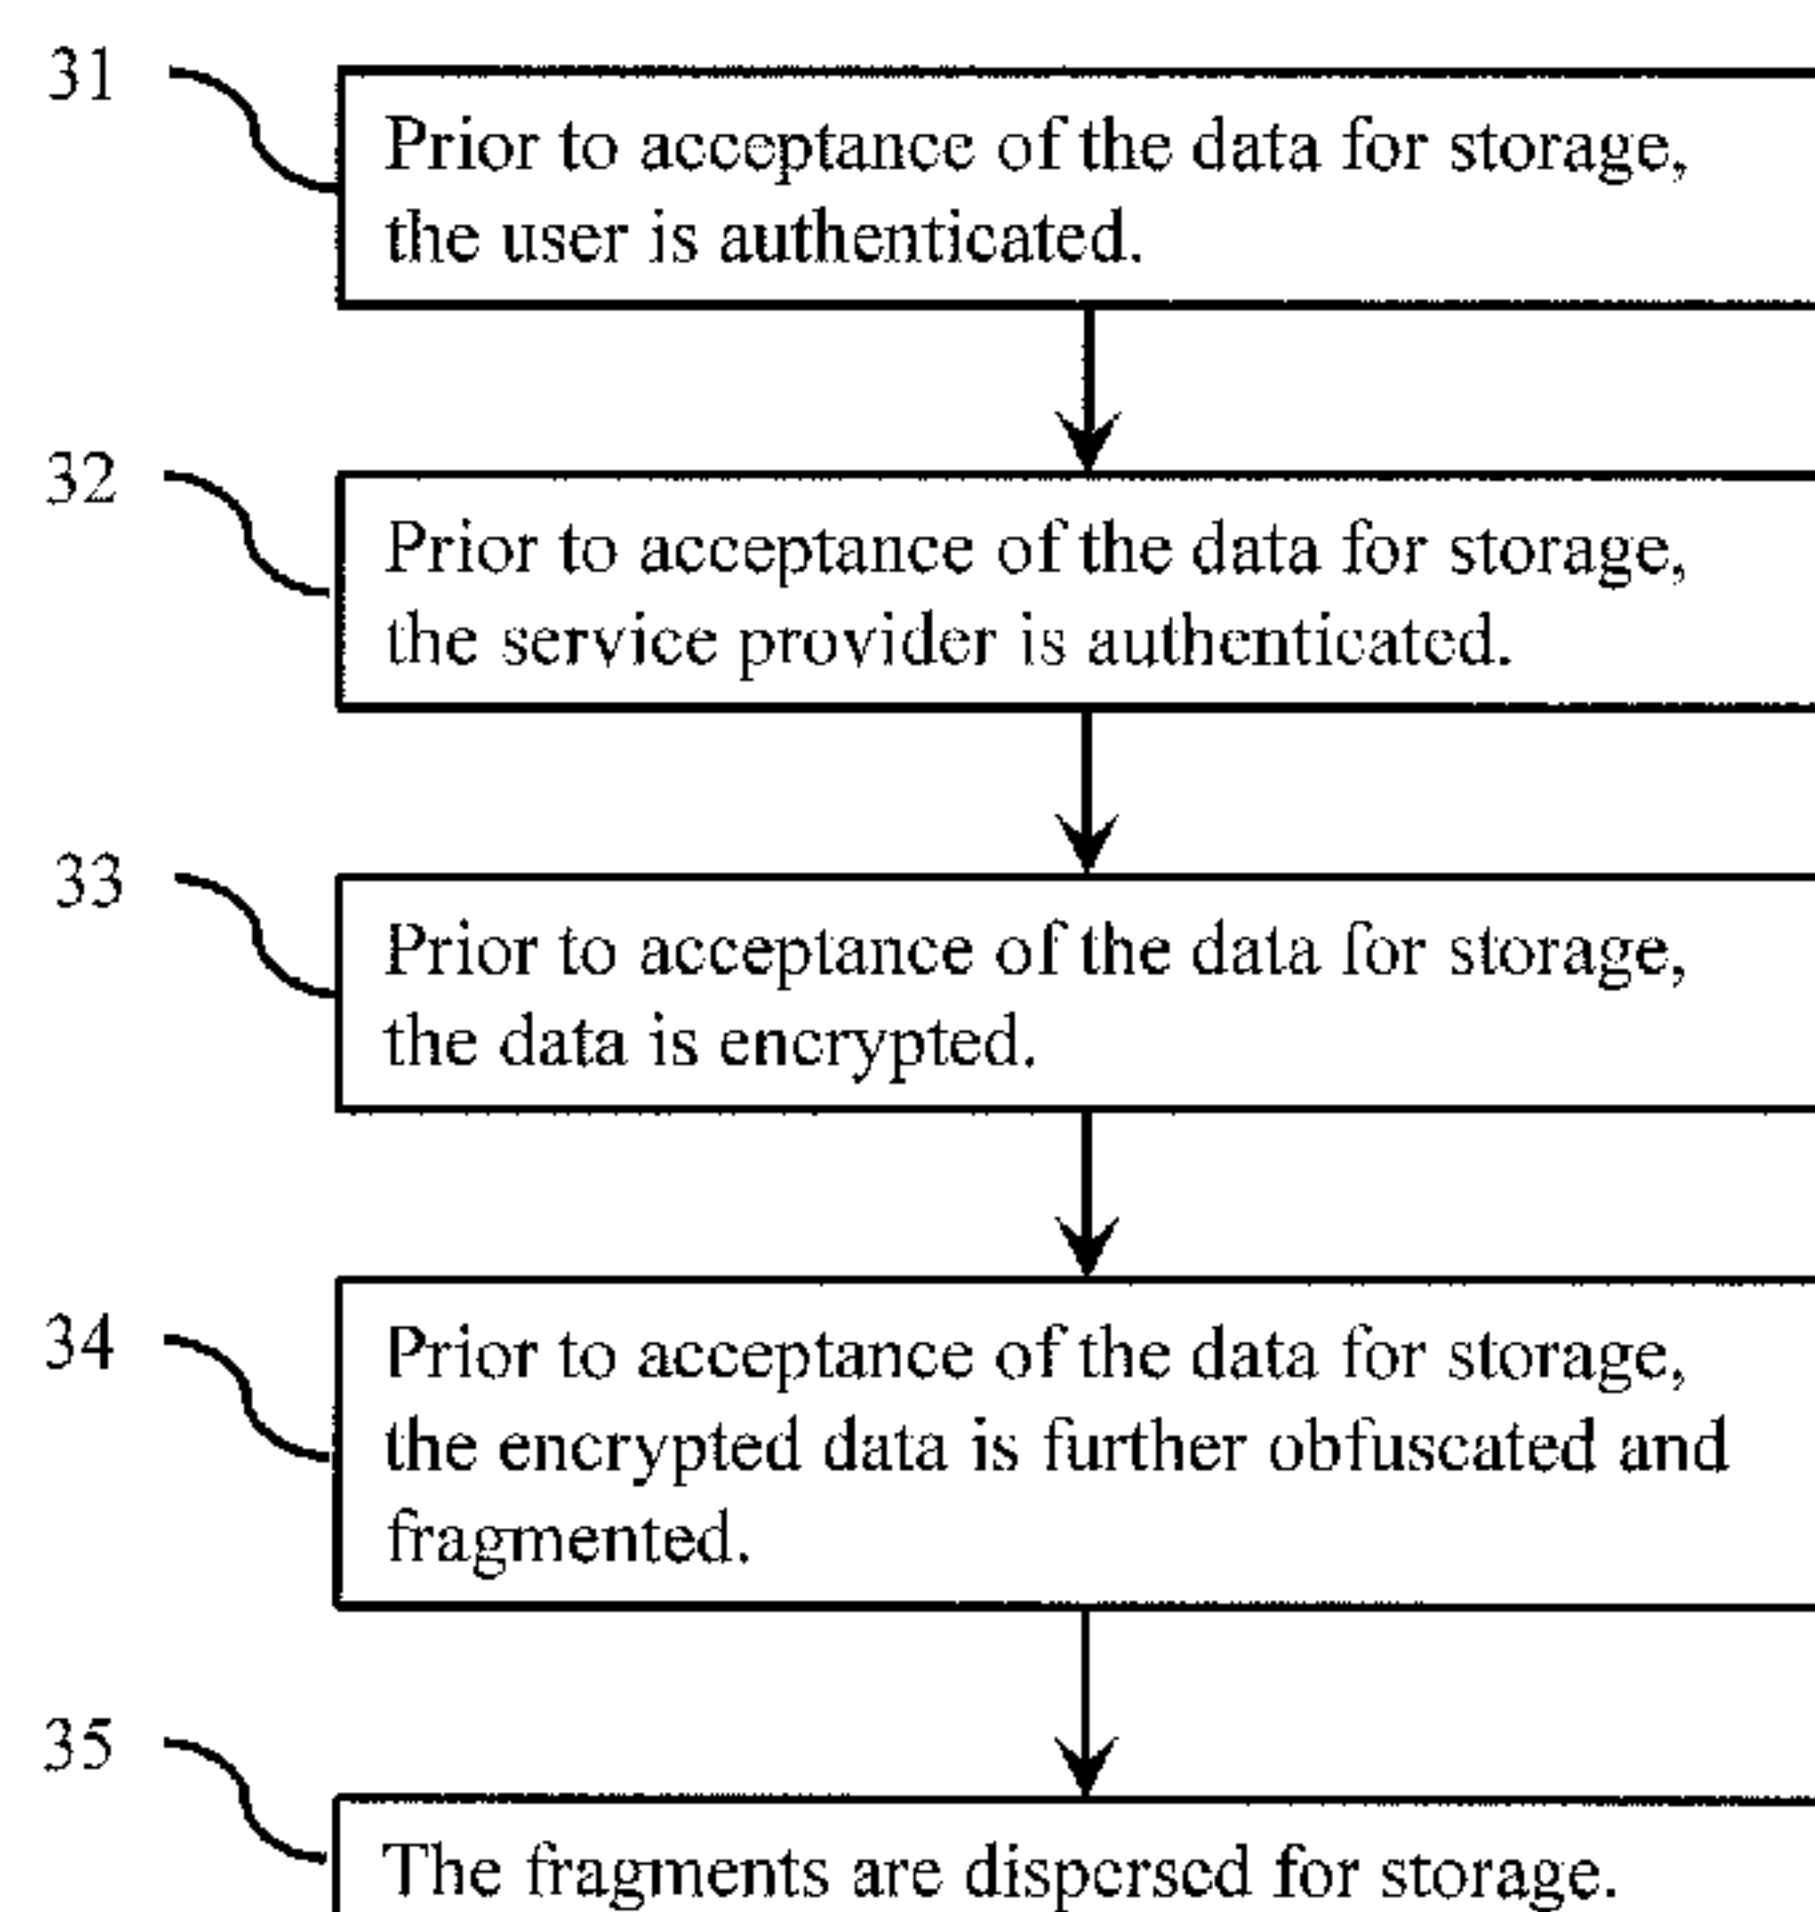 31
Prior to acceptance of the data for storage,
the user is authenticated.
32
Prior to acceptance of the data for storage,
the service provider is authenticated.
33
Prior to acceptance of the data for storage,
the data is encrypted.
34
Prior to acceptance of the data for storage,
the encrypted data is further obfuscated and
fragmented.
35
The fragments are dispersed for storage.